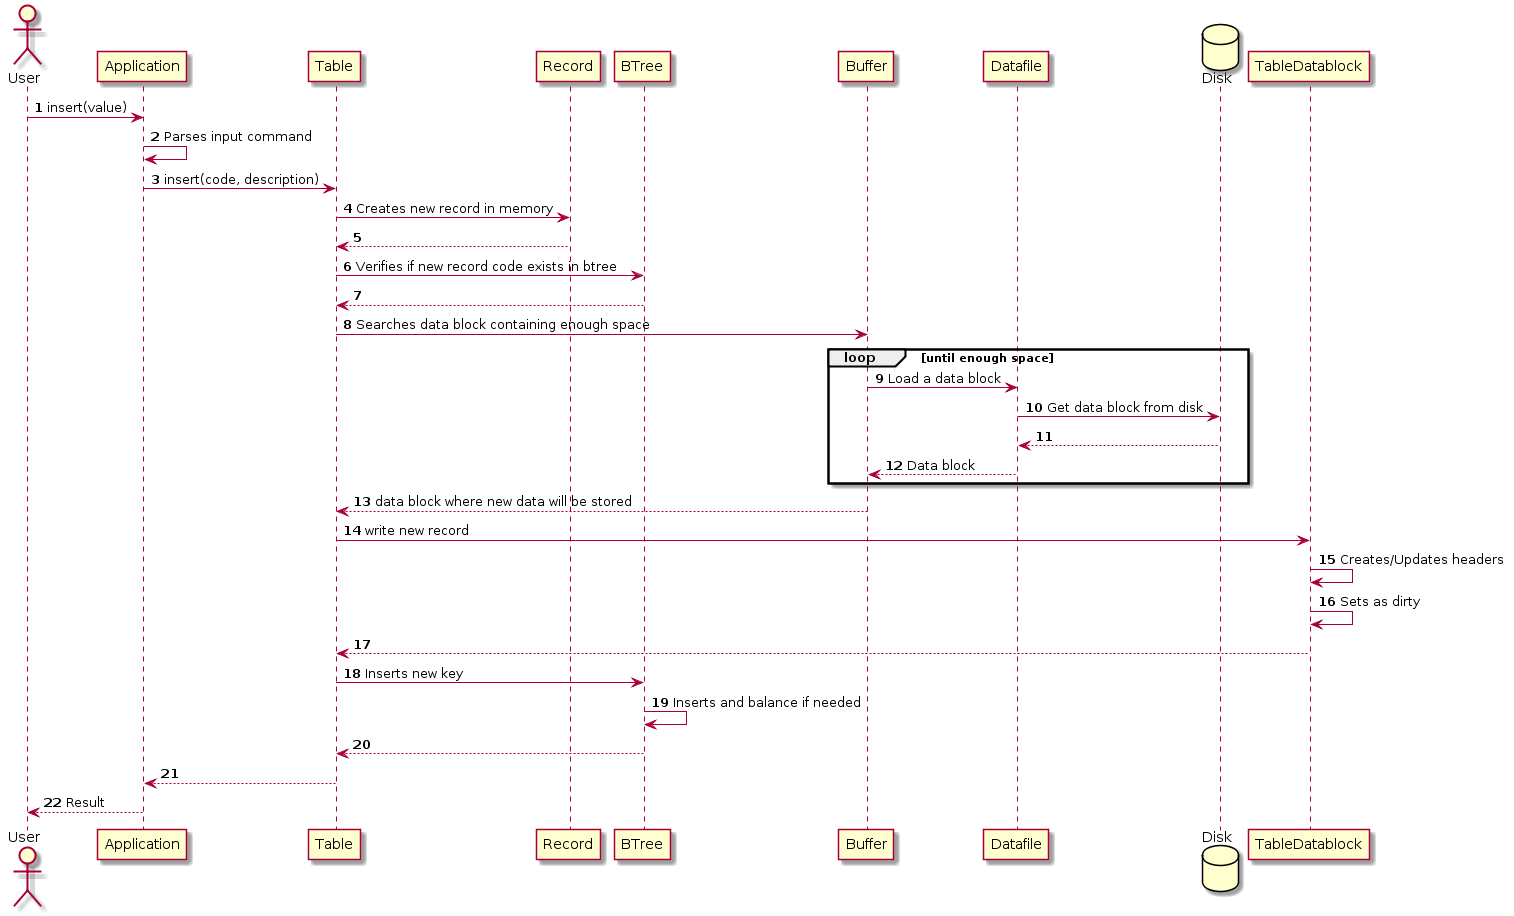 User
Application
Table
Record
BTree
Buffer
Datafile
Disk
TableDatablock
1 insert(value)
2 Parses input command
3 insert(code, description)
4 Creates new record in memory
5
6 Verifies if new record code exists in btree
7
8 Searches data block containing enough space
loop [until enough space]
9 Load a data block
10 Get data block from disk
11
12 Data block
13 data block where new data will be stored
14 write new record
15 Creates/Updates headers
16 Sets as dirty
17
18 Inserts new key
19 Inserts and balance if needed
20
21
22 Result
User
Application
Table
Record
BTree
Buffer
Datafile
Disk
TableDatablock